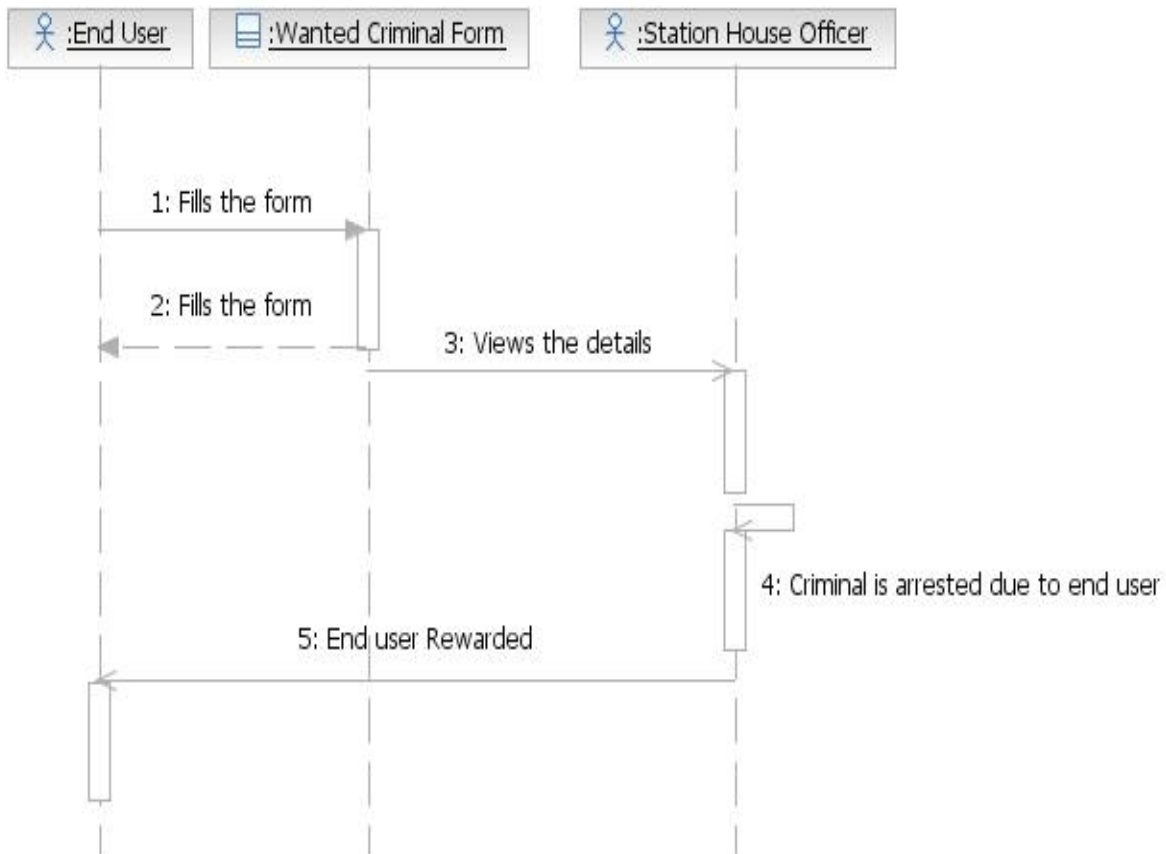 :End User
:Wanted Criminal Form
:Station House Officer
1: Fills the form
2: Fills the form
3: Views the details
4: Criminal is arrested due to end user
5: End user Rewarded